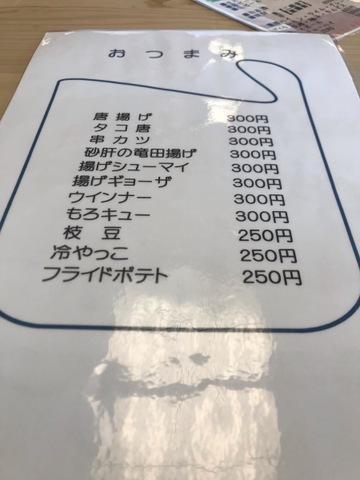 おつまみ
唐揚げ 300円
タコ唐 300円
串カツ 300円
砂肝の竜田揚げ 300円
揚げシューマイ 300円
揚げギョーザ 300円
ウインナー 300円
もろキュー 300円
枝豆 250円
冷やっこ 250円
フライドポテト 250円